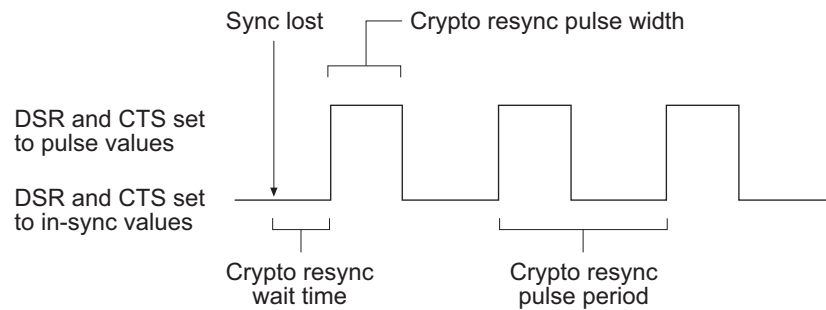 Sync lost
Crypto resync pulse width
DSR and CTS set
to pulse values
DSR and CTS set
to in-sync values
Crypto resync
wait time
Crypto resync
pulse period